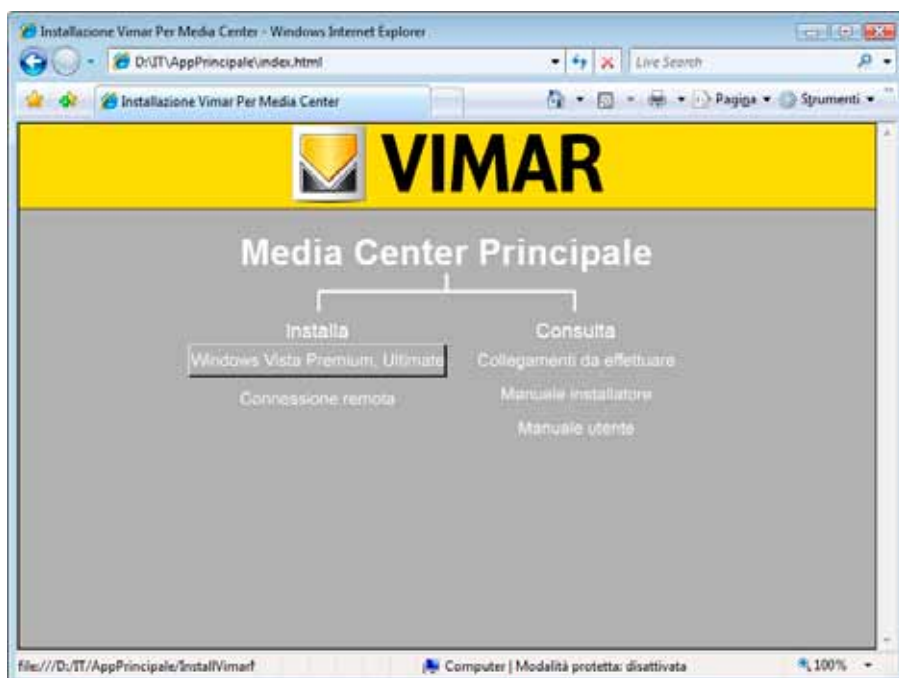 Installazione Vimar Per Media Center - Windows Internet Explorer
D:\IT\AppPrincipale\index.html
Live Search
Installazione Vimar Per Media Center
Pagina
Strumenti
VIMAR
Media Center Principale
Installa
Consulta
Windows Vista Premium, Ultimate
Collegamenti da effettuare
Connessione remota
Manuale installatore
Manuale utente
file:///D:/IT/AppPrincipale/InstallVimar/
Computer | Modalità protetta: disattivata
100%